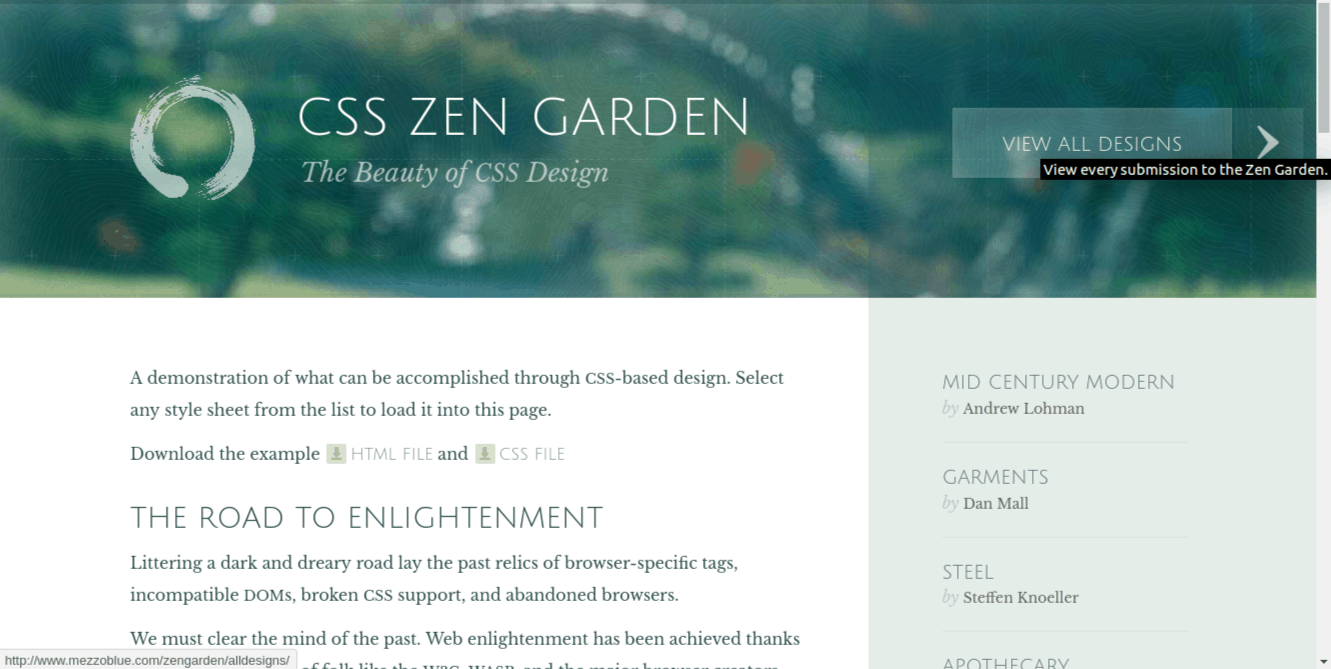 CSS ZEN GARDEN
The Beauty of CSS Design
VIEW ALL DESIGNS
View every submission to the Zen Garden.
A demonstration of what can be accomplished through CSS-based design. Select
any style sheet from the list to load it into this page.
Download the example HTML FILE and CSS FILE
THE ROAD TO ENLIGHTENMENT
Littering a dark and dreary road lay the past relics of browser-specific tags,
incompatible DOMs, broken CSS support, and abandoned browsers.
We must clear the mind of the past. Web enlightenment has been achieved thanks
of folk like the W3C, WASP, and the major browser creators.
MID CENTURY MODERN
by Andrew Lohman
GARMENTS
by Dan Mall
STEEL
by Steffen Knoeller
APOTHECARY
http://www.mezzoblue.com/zengarden/alldesigns/